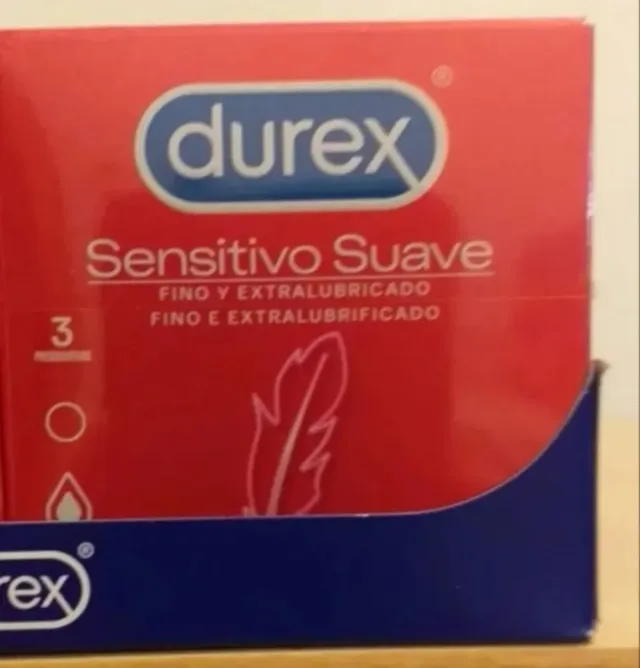 durex®
Sensitivo Suave
FINO Y EXTRALUBRICADO
FINO E EXTRALUBRIFICADO
3
rex®